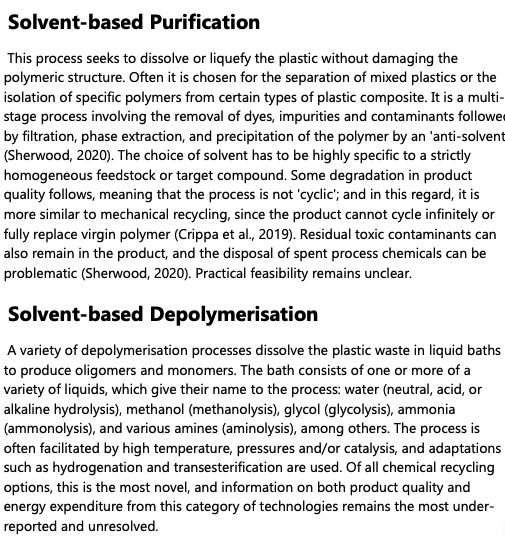 Solvent-based Purification
This process seeks to dissolve or liquefy the plastic without damaging the
polymeric structure. Often it is chosen for the separation of mixed plastics or the
isolation of specific polymers from certain types of plastic composite. It is a multi-
stage process involving the removal of dyes, impurities and contaminants followe
by filtration, phase extraction, and precipitation of the polymer by an 'anti-solvent
(Sherwood, 2020). The choice of solvent has to be highly specific to a strictly
homogeneous feedstock or target compound. Some degradation in product
quality follows, meaning that the process is not 'cyclic'; and in this regard, it is
more similar to mechanical recycling, since the product cannot cycle infinitely or
fully replace virgin polymer (Crippa et al., 2019). Residual toxic contaminants can
also remain in the product, and the disposal of spent process chemicals can be
problematic (Sherwood, 2020). Practical feasibility remains unclear.
Solvent-based Depolymerisation
A variety of depolymerisation processes dissolve the plastic waste in liquid baths
to produce oligomers and monomers. The bath consists of one or more of a
variety of liquids, which give their name to the process: water (neutral, acid, or
alkaline hydrolysis), methanol (methanolysis), glycol (glycolysis), ammonia
(ammonolysis), and various amines (aminolysis), among others. The process is
often facilitated by high temperature, pressures and/or catalysis, and adaptations
such as hydrogenation and transesterification are used. Of all chemical recycling
options, this is the most novel, and information on both product quality and
energy expenditure from this category of technologies remains the most under-
reported and unresolved.